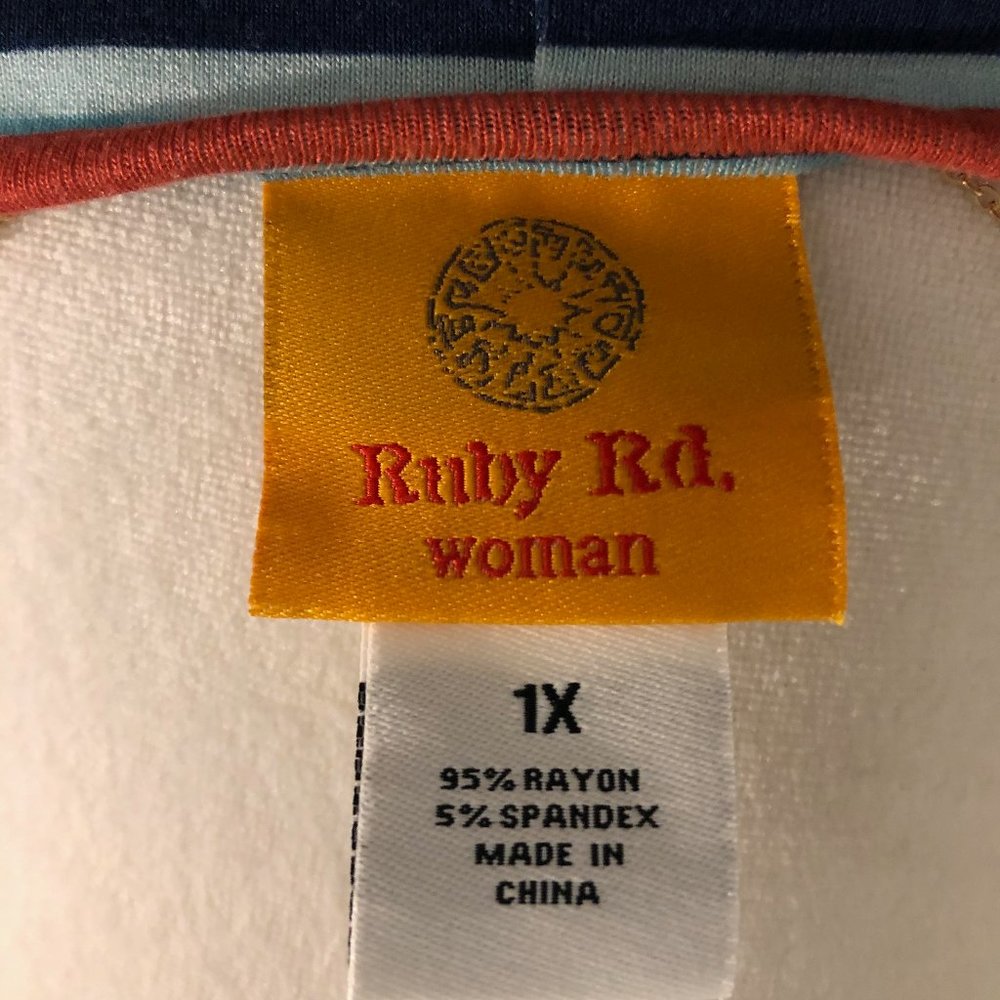 Ruby Rd.
woman
1X
95% RAYON
5% SPANDEX
MADE IN
CHINA